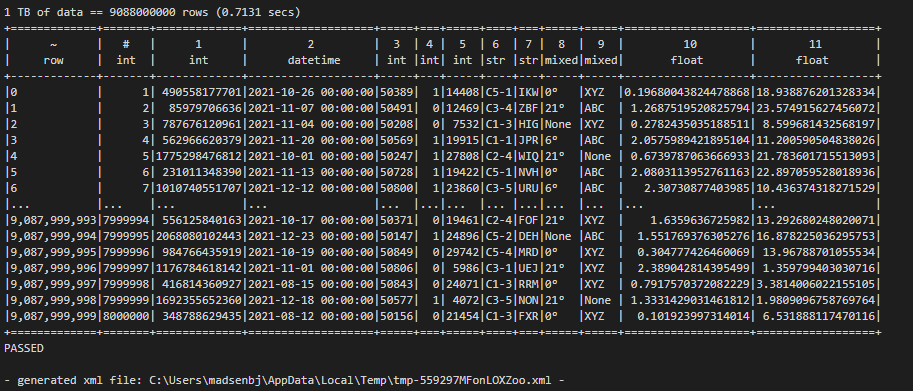 1 TB of data == 9088000000 rows (0.7131 secs)
+=============+=======+=============+===================+=====+===+=====+====+===+=====+=====+===================+==================+
|      ~      |   #   |      1      |         2         |  3  | 4 |  5  | 6  | 7 |  8  |  9  |         10        |        11        |
|     row     |  int  |     int     |      datetime     | int |int| int |str |str|mixed|mixed|       float       |       float      |
+-------------+-------+-------------+-------------------+-----+---+-----+----+---+-----+-----+-------------------+------------------+
|0            |      1| 490558177701|2021-10-26 00:00:00|50389|  1|14408|C5-1|IKW|0°   |XYZ  |0.19680043824478868|18.938876201328334|
|1            |      2|  85979706636|2021-11-07 00:00:00|50491|  0|12469|C3-4|ZBF|21°  |ABC  | 1.2687519520825794|23.574915627456072|
|2            |      3| 787676120961|2021-11-04 00:00:00|50208|  0| 7532|C1-3|HIG|None |XYZ  | 0.2782435035188511| 8.599681432568197|
|3            |      4| 562966620379|2021-11-20 00:00:00|50569|  1|19915|C1-1|JPR|6°   |ABC  | 2.0575989421895104|11.200590504838026|
|4            |      5|1775298476812|2021-10-01 00:00:00|50247|  1|27808|C2-4|WIQ|21°  |None | 0.6739787063666933|21.783601715513093|
|5            |      6| 231011348390|2021-11-13 00:00:00|50728|  1|19422|C5-1|NVH|0°   |ABC  | 2.0803113952761163|22.897059528018936|
|6            |      7|1010740551707|2021-12-12 00:00:00|50800|  1|23860|C3-5|URU|6°   |ABC  |   2.30730877403985|10.436374318271529|
|...          |...    |...          |...                |...  |...|...  |... |...|...  |...  |...                |...               |
|9,087,999,993|7999994| 556125840163|2021-10-17 00:00:00|50371|  0|19461|C2-4|FOF|21°  |XYZ  |    1.6359636725982|13.292680248020071|
|9,087,999,994|7999995|2068080102443|2021-12-23 00:00:00|50147|  1|24896|C5-2|DEH|None |ABC  |  1.551769376305276|16.878225036295753|
|9,087,999,995|7999996| 984766435919|2021-10-19 00:00:00|50849|  0|29742|C5-4|MRD|0°   |XYZ  |  0.304777426460069| 13.96788701055534|
|9,087,999,996|7999997|1176784618142|2021-11-01 00:00:00|50806|  0| 5986|C3-1|UEJ|21°  |XYZ  |  2.389042814395499| 1.359799403030716|
|9,087,999,997|7999998| 416814360927|2021-08-15 00:00:00|50843|  0|24071|C1-3|RRM|0°   |XYZ  | 0.7917570372082229|3.3814006022155105|
|9,087,999,998|7999999|1692355652360|2021-12-18 00:00:00|50577|  1| 4072|C3-5|NON|21°  |None | 1.3331429031461812|1.9809096758769764|
|9,087,999,999|8000000| 348788629435|2021-08-12 00:00:00|50156|  0|21454|C1-3|FXR|0°   |XYZ  |  0.101923997314014| 6.531888117470116|
+=============+=======+=============+===================+=====+===+=====+====+===+=====+=====+===================+==================+
PASSED
- generated xml file: C:\Users\madsenbj\AppData\Local\Temp\tmp-559297MFonLOXZoo.xml -